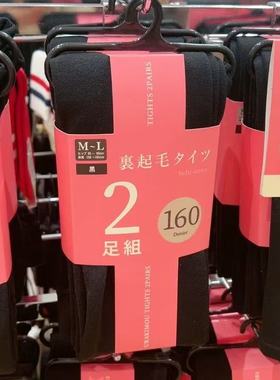 TIGHTS 2PAIRS
M~L
黒
裏起毛タイツ
2
足組
160
Denier
URAKIMOU TIGHTS 2PAIRS